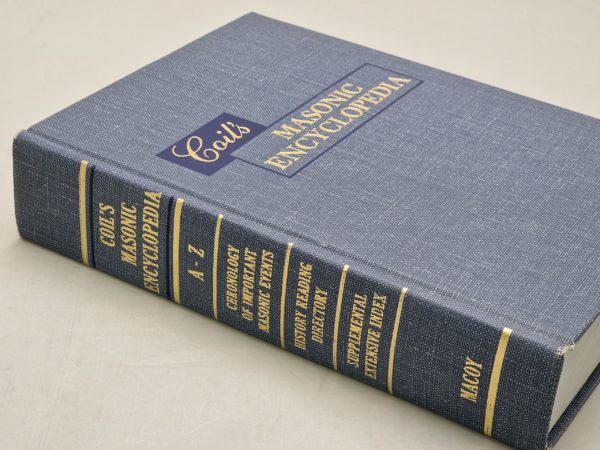 Coil's
MASONIC
ENCYCLOPEDIA
COIL'S
MASONIC
ENCYCLOPEDIA
A - Z
CHRONOLOGY
OF IMPORTANT
MASONIC EVENTS
HISTORY READING
DIRECTORY
SUPPLEMENTAL
EXTENSIVE INDEX
MACOY